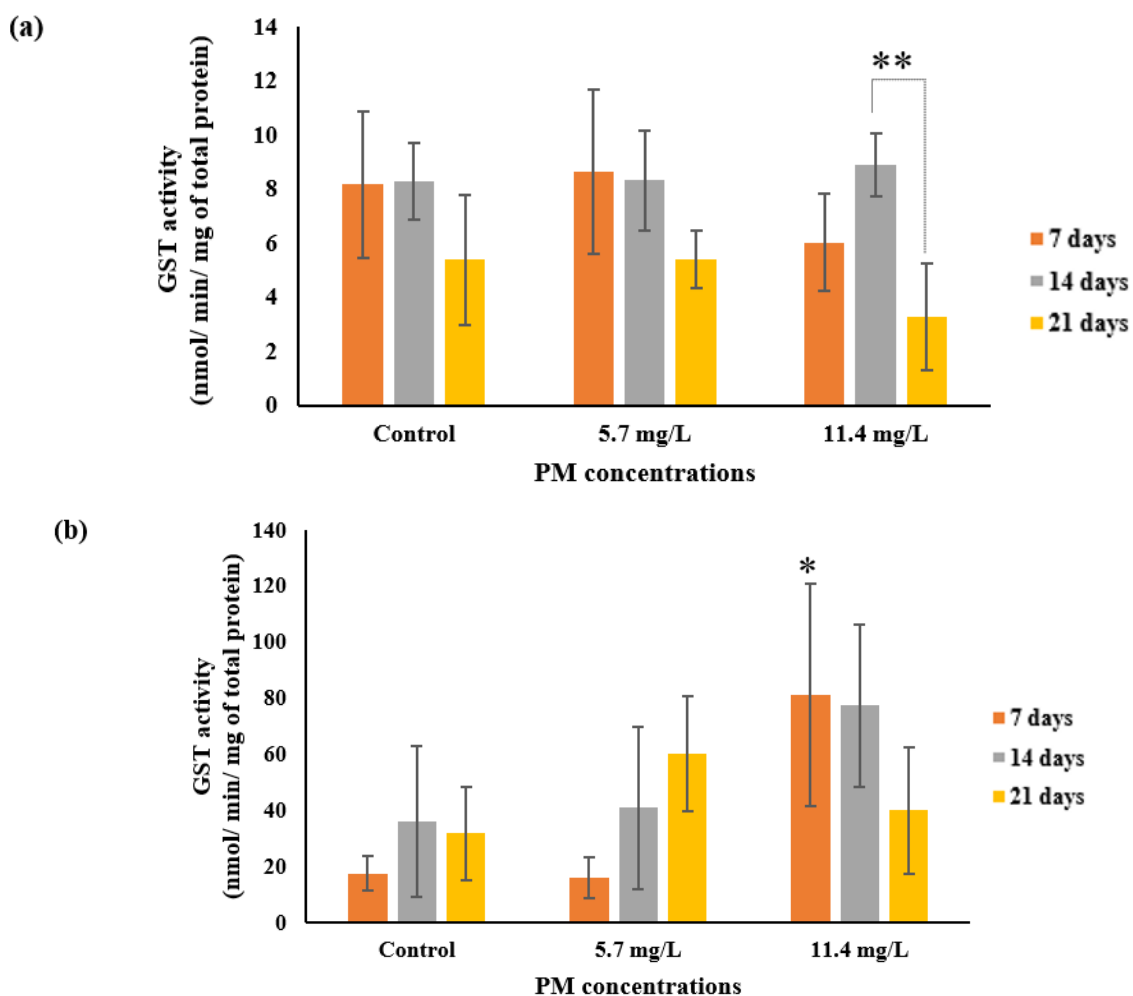 (a)
14
12
10
8
6
4
2
0
GST activity
(nmol/ min/ mg of total protein)
**
Control
5.7 mg/L
11.4 mg/L
PM concentrations
7 days
14 days
21 days
(b)
140
120
100
80
60
40
20
0
GST activity
(nmol/ min/ mg of total protein)
*
Control
5.7 mg/L
11.4 mg/L
PM concentrations
7 days
14 days
21 days